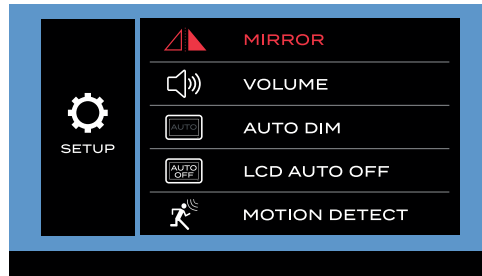 SETUP
MIRROR
VOLUME
AUTO
AUTO DIM
AUTO
OFF
LCD AUTO OFF
MOTION DETECT